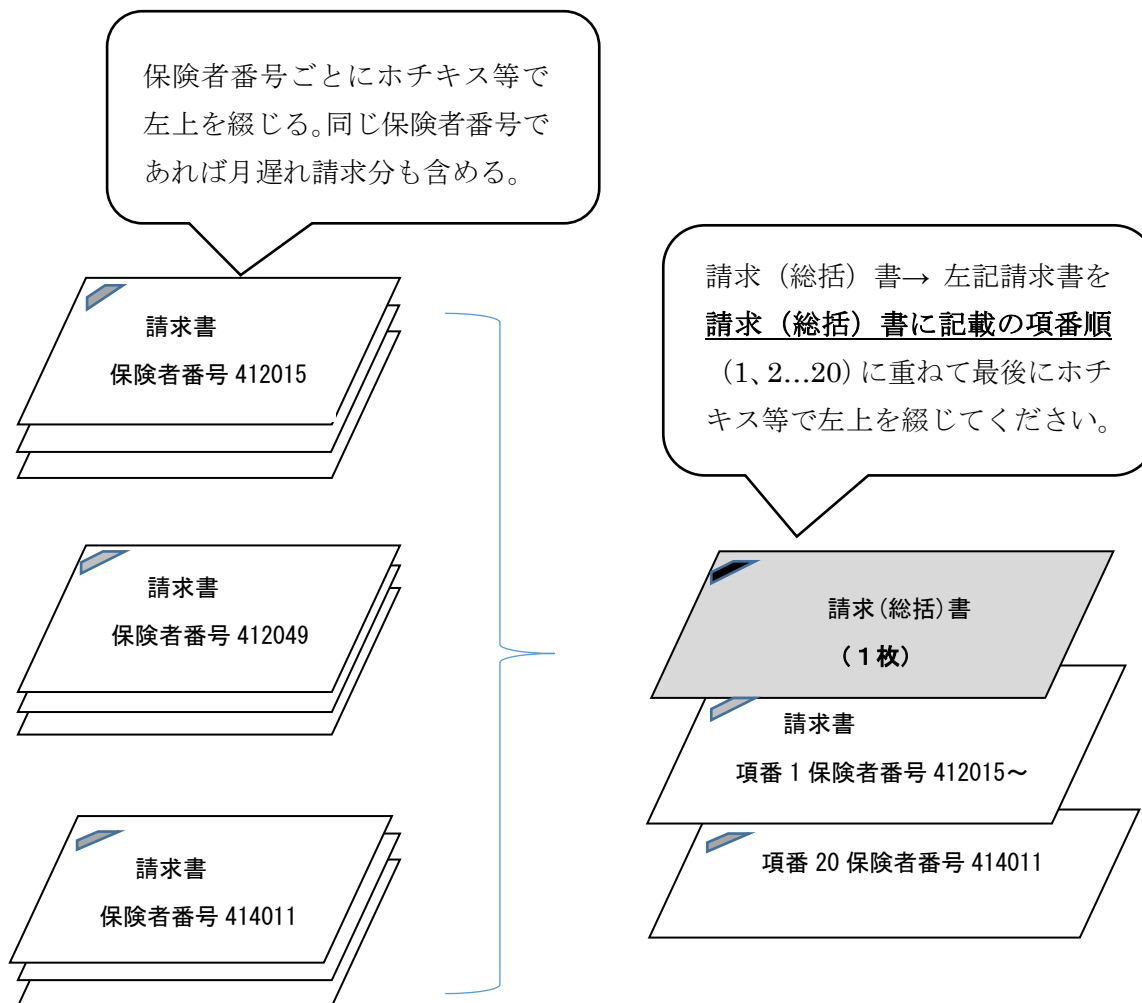 保険者番号ごとにホチキス等で
左上を綴じる。同じ保険者番号で
あれば月遅れ請求分も含める。
請求書
保険者番号 412015
請求書
保険者番号 412049
請求書
保険者番号 414011
請求（総括）書→ 左記請求書を
請求（総括）書に記載の項番順
（1、2…20）に重ねて最後にホチ
キス等で左上を綴じてください。
請求(総括)書
(１枚)
請求書
項番 1 保険者番号 412015～
項番 20 保険者番号 414011